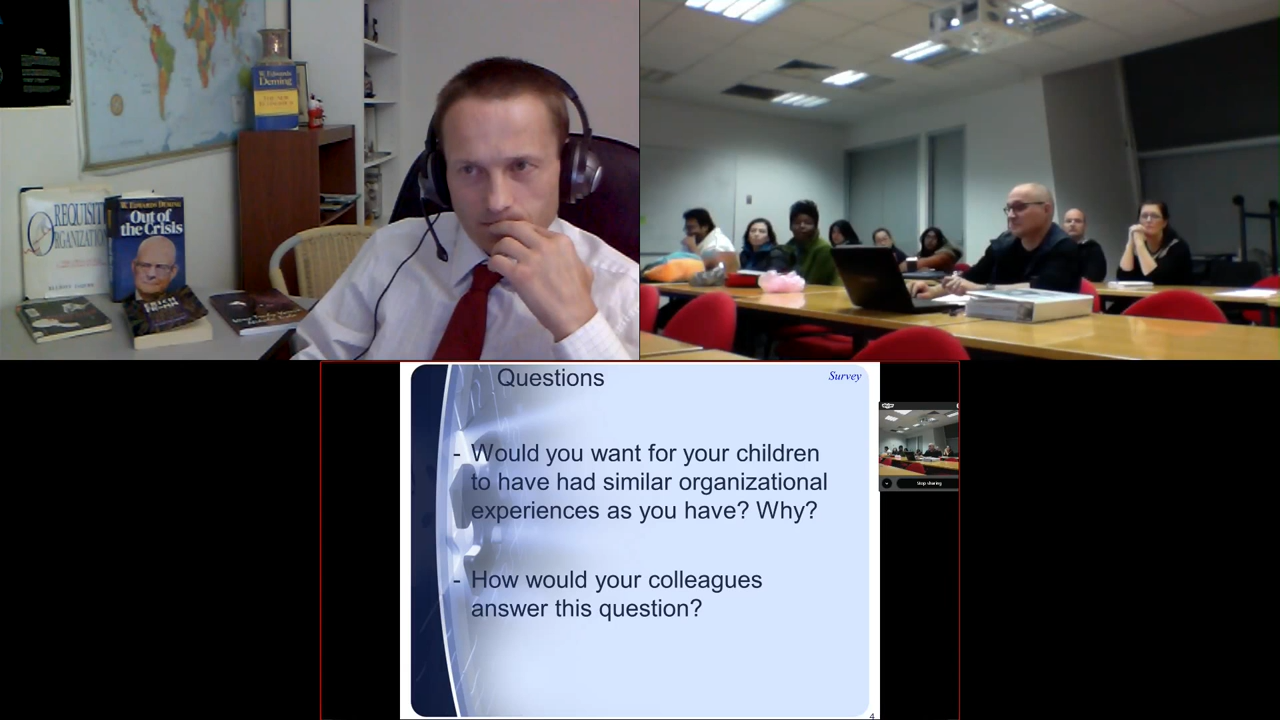 W. Edwards
Deming
THE NEW
ECONOMICS
REQUISITE
ORGANIZATION
W. EDWARDS DEMING
Out of
the Crisis
Questions
Survey
- Would you want for your children
to have had similar organizational
experiences as you have? Why?
- How would your colleagues
answer this question?
4
Stop sharing